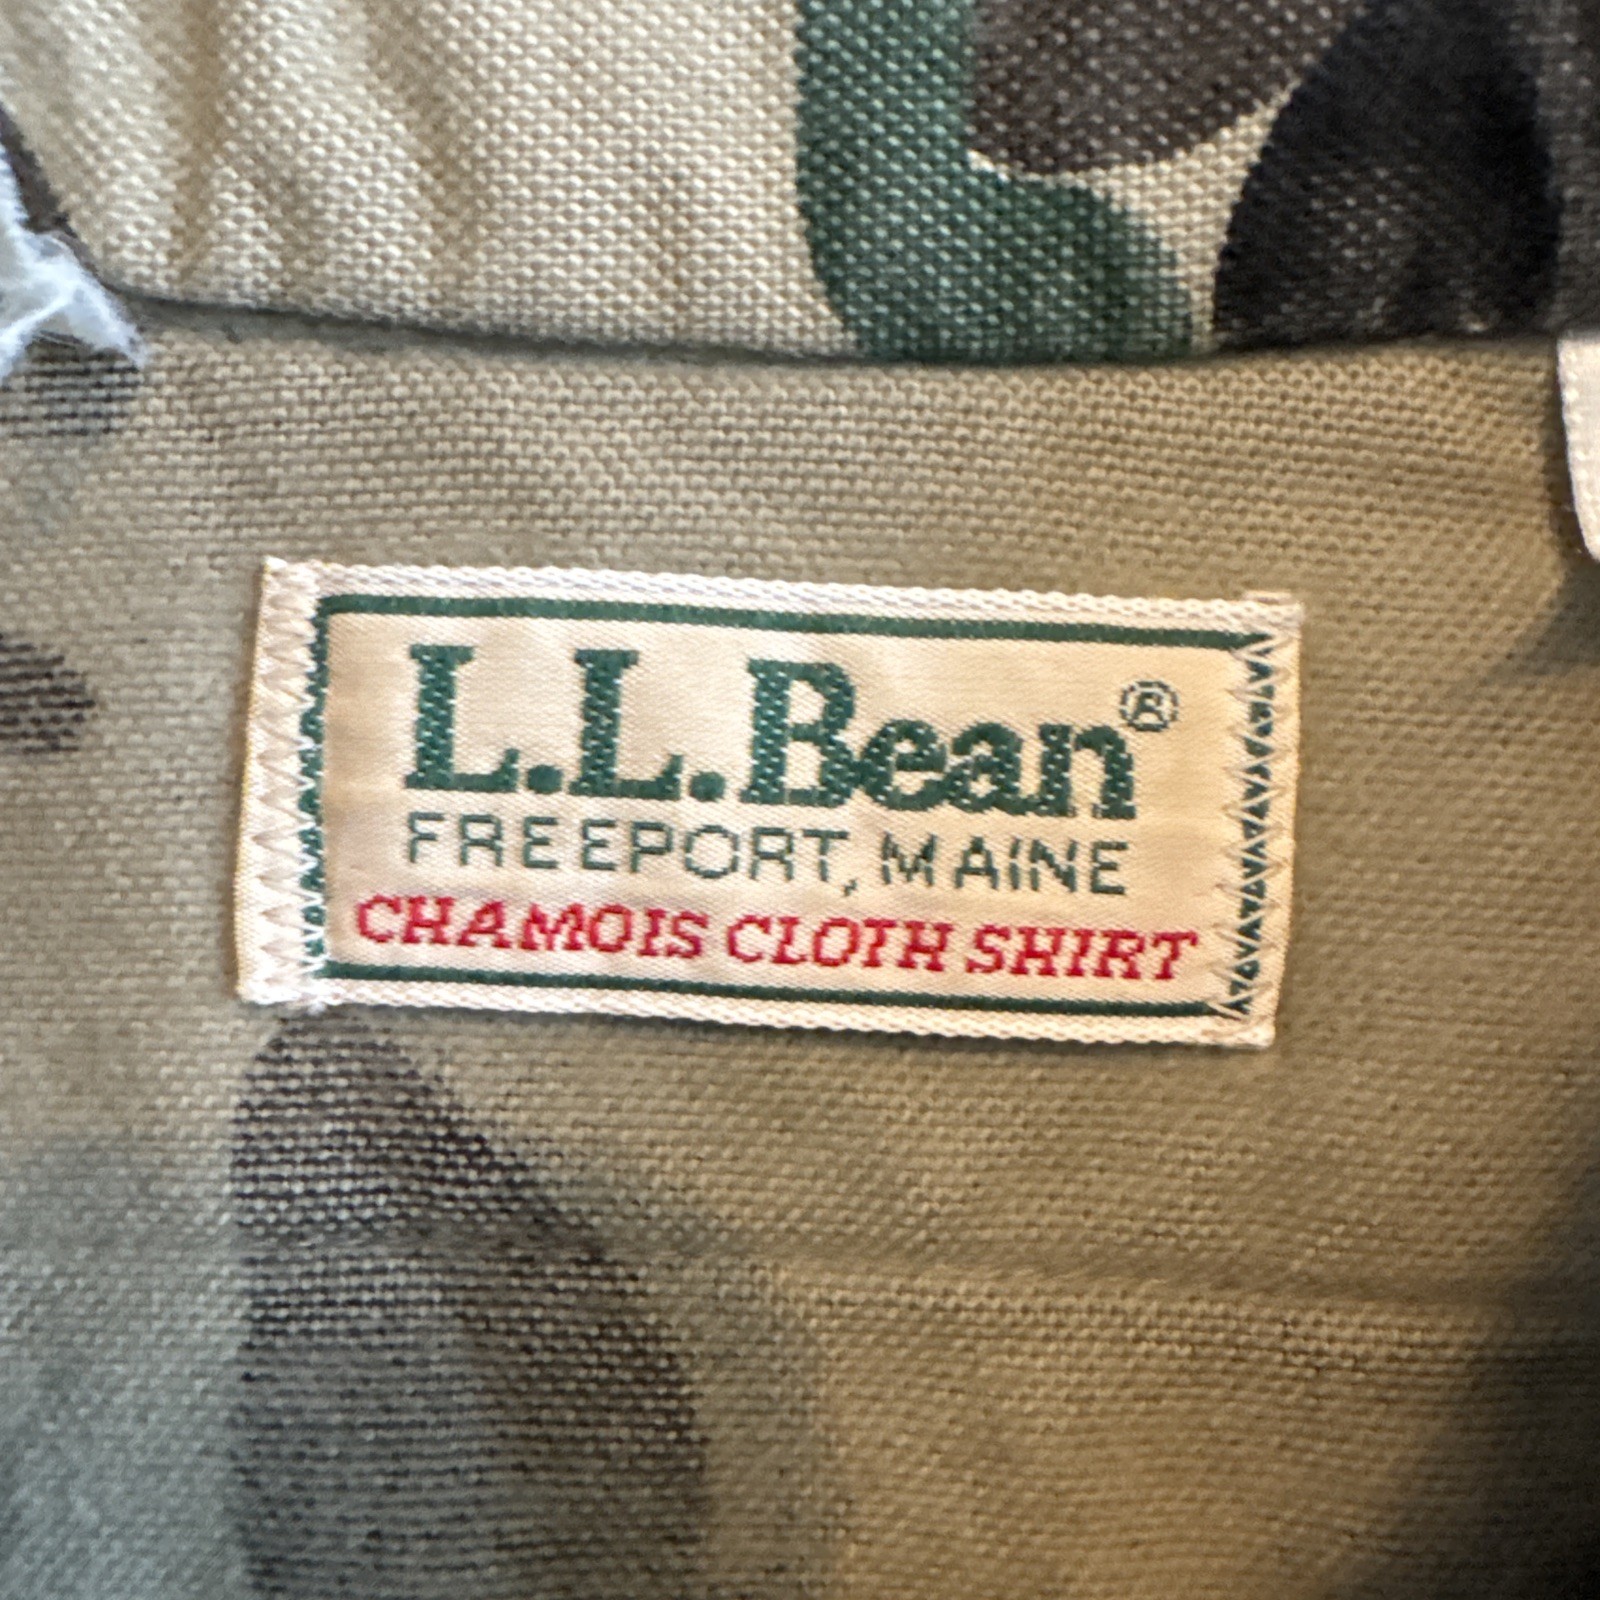 L.L.Bean®
FREEPORT, MAINE
CHAMOIS CLOTH SHIRT